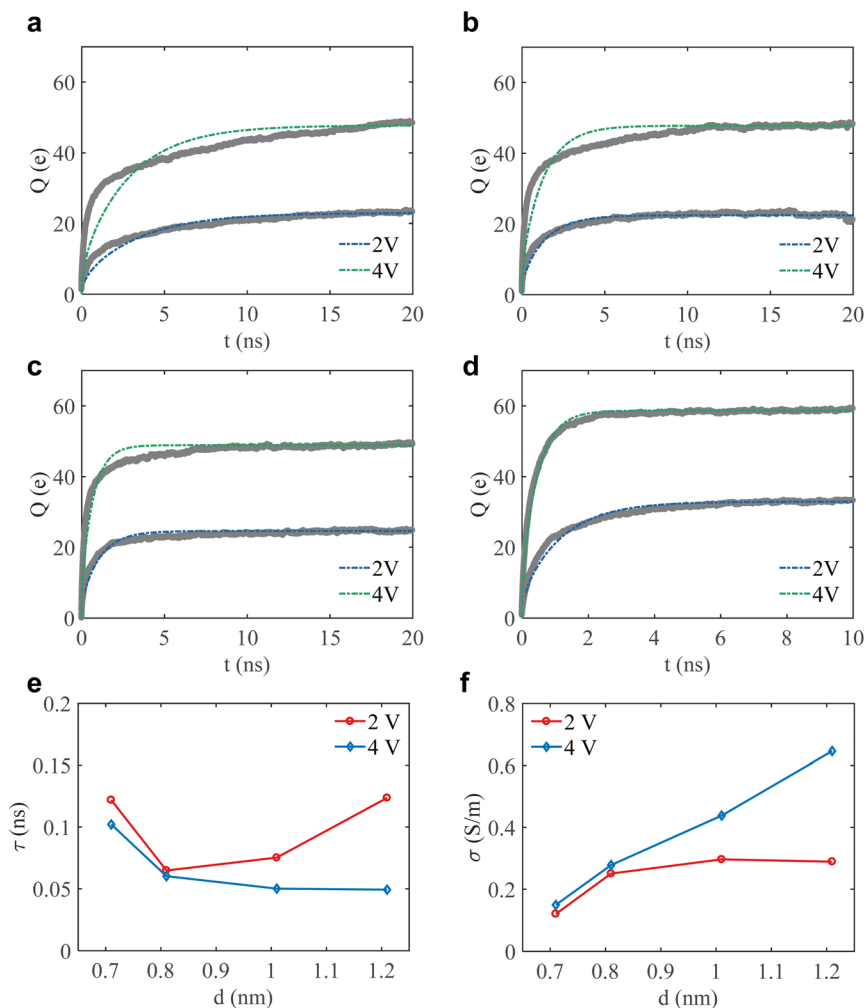 a
60
40
20
0
Q (e)
2V
4V
0 5 10 15 20
t (ns)
b
60
40
20
0
Q (e)
2V
4V
0 5 10 15 20
t (ns)
c
60
40
20
0
Q (e)
2V
4V
0 5 10 15 20
t (ns)
d
60
40
20
0
Q (e)
2V
4V
0 2 4 6 8 10
t (ns)
e
0.2
0.15
0.1
0.05
0
τ (ns)
2 V
4 V
0.7 0.8 0.9 1 1.1 1.2
d (nm)
f
0.8
0.6
0.4
0.2
0
σ (S/m)
2 V
4 V
0.7 0.8 0.9 1 1.1 1.2
d (nm)